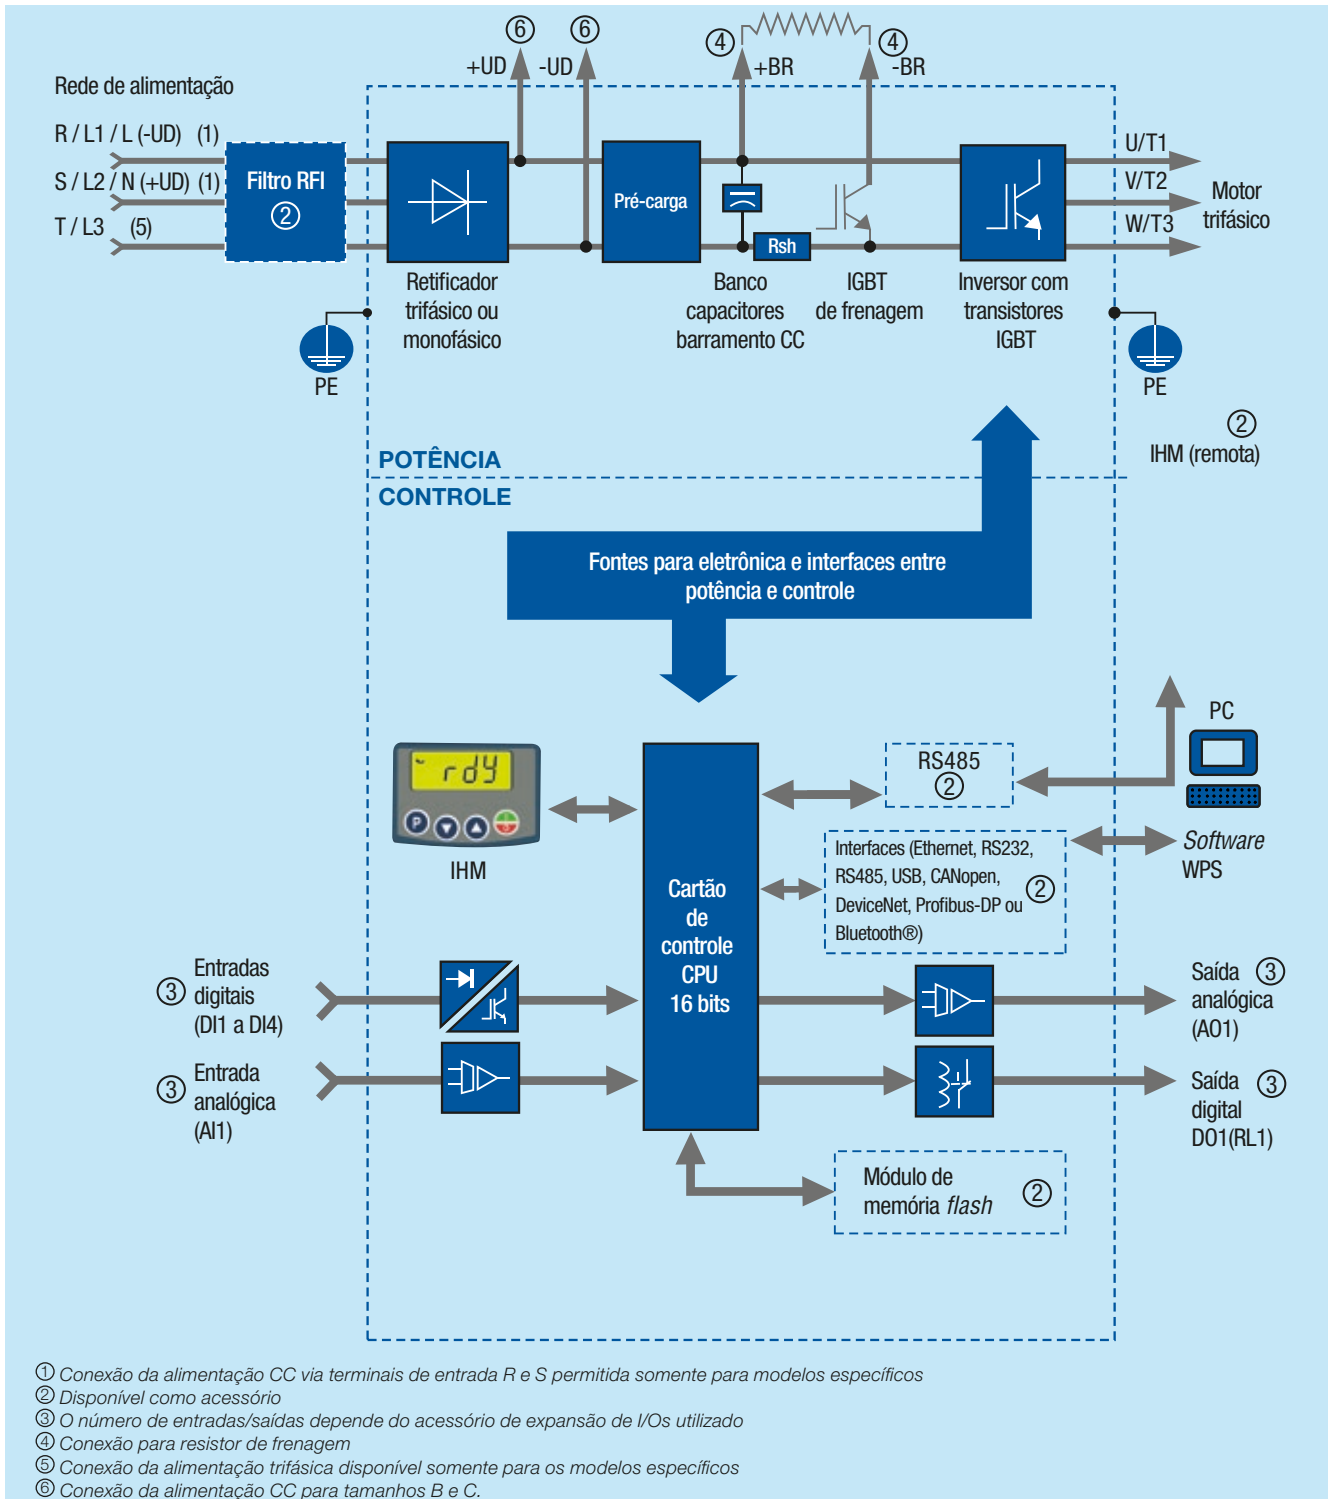 ⑥
⑥
④
④
+UD
-UD
+BR
-BR
Rede de alimentação
R / L1 / L (-UD) (1)
S / L2 / N (+UD) (1)
T / L3 (5)
Filtro RFI
②
Pré-carga
Rsh
U/T1
V/T2
W/T3
Motor
trifásico
Retificador
trifásico ou
monofásico
Banco
capacitores
barramento CC
IGBT
de frenagem
Inversor com
transistores
IGBT
PE
PE
②
IHM (remota)
POTÊNCIA
CONTROLE
Fontes para eletrônica e interfaces entre
potência e controle
rdy
P
IHM
Cartão
de
controle
CPU
16 bits
RS485
②
PC
Interfaces (Ethernet, RS232,
RS485, USB, CANopen,
DeviceNet, Profibus-DP ou
Bluetooth®)
②
Software
WPS
③ Entradas
digitais
(DI1 a DI4)
③ Entrada
analógica
(AI1)
Saída ③
analógica
(AO1)
Saída ③
digital
DO1(RL1)
Módulo de
memória flash
②
① Conexão da alimentação CC via terminais de entrada R e S permitida somente para modelos específicos
② Disponível como acessório
③ O número de entradas/saídas depende do acessório de expansão de I/Os utilizado
④ Conexão para resistor de frenagem
⑤ Conexão da alimentação trifásica disponível somente para os modelos específicos
⑥ Conexão da alimentação CC para tamanhos B e C.